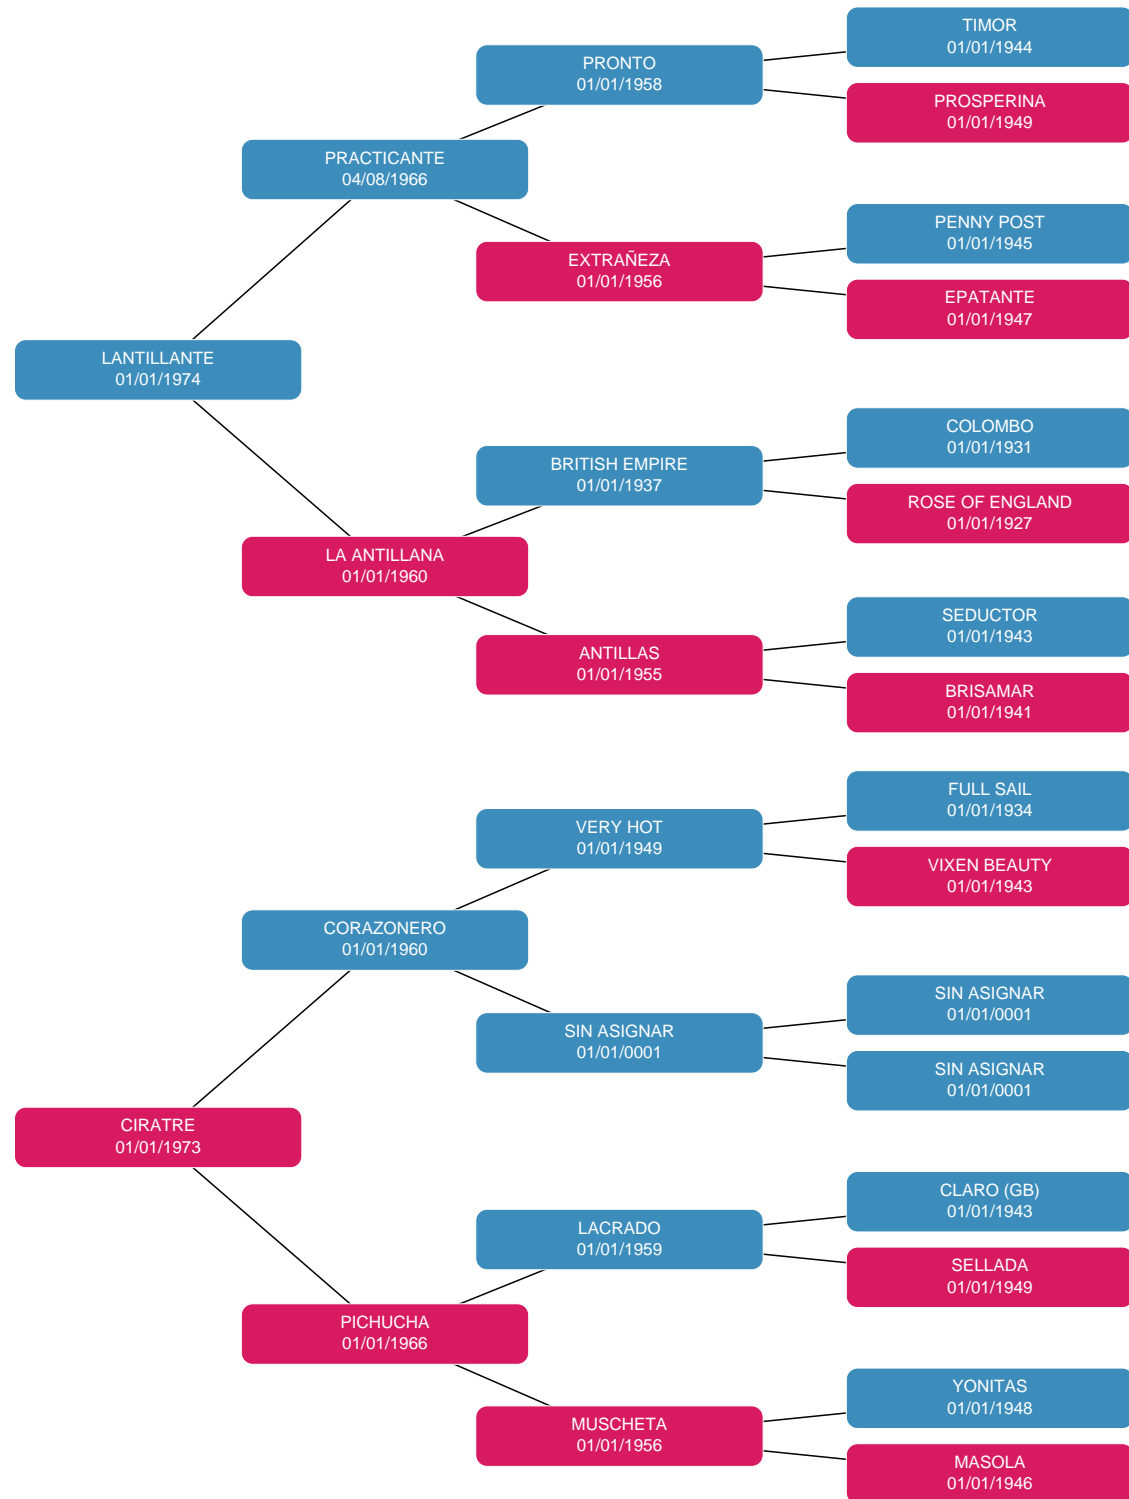 TIMOR
01/01/1944
PRONTO
01/01/1958
PROSPERINA
01/01/1949
PRACTICANTE
04/08/1966
PENNY POST
01/01/1945
EXTRAÑEZA
01/01/1956
EPATANTE
01/01/1947
LANTILLANTE
01/01/1974
COLOMBO
01/01/1931
BRITISH EMPIRE
01/01/1937
ROSE OF ENGLAND
01/01/1927
LA ANTILLANA
01/01/1960
SEDUCTOR
01/01/1943
ANTILLAS
01/01/1955
BRISAMAR
01/01/1941
FULL SAIL
01/01/1934
VERY HOT
01/01/1949
VIXEN BEAUTY
01/01/1943
CORAZONERO
01/01/1960
SIN ASIGNAR
01/01/0001
SIN ASIGNAR
01/01/0001
SIN ASIGNAR
01/01/0001
CIRATRE
01/01/1973
CLARO (GB)
01/01/1943
LACRADO
01/01/1959
SELLADA
01/01/1949
PICHUCHA
01/01/1966
YONITAS
01/01/1948
MUSCHETA
01/01/1956
MASOLA
01/01/1946